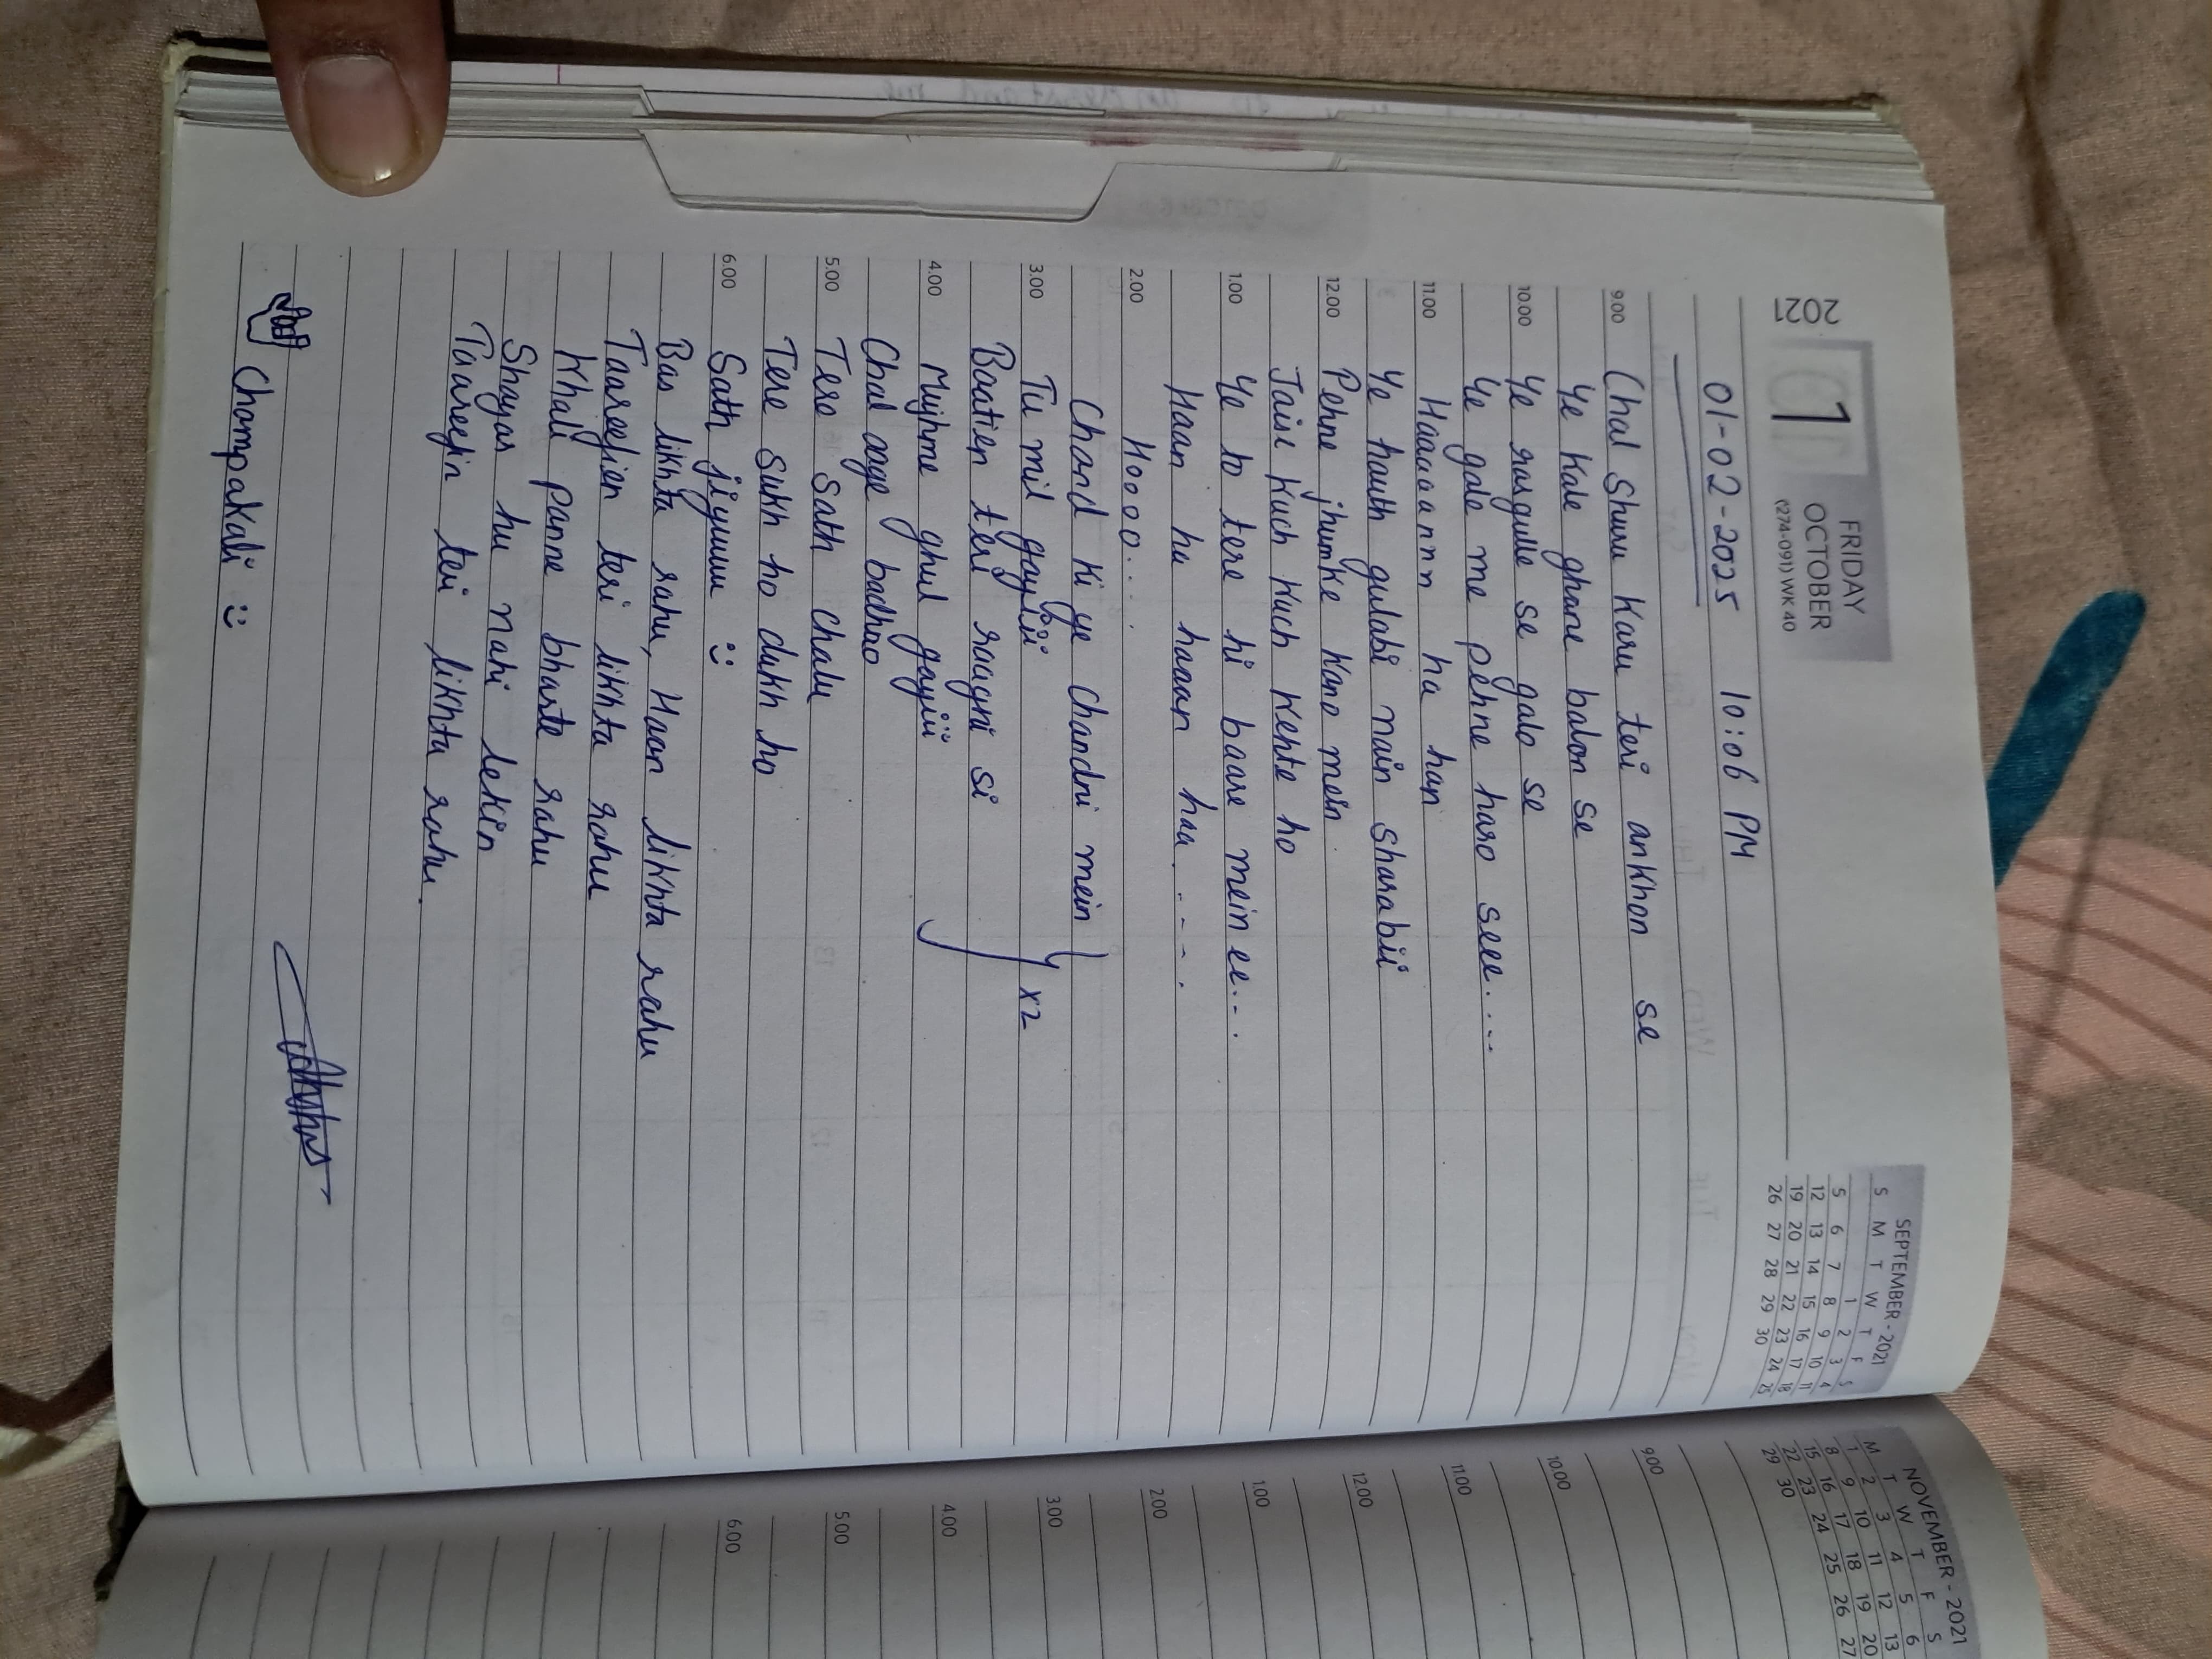 2021
1
FRIDAY
OCTOBER
(274-091) WK 40
SEPTEMBER - 2021
S M T W T F S
1 2 3 4
5 6 7 8 9 10 11
12 13 14 15 16 17 18
19 20 21 22 23 24 25
26 27 28 29 30
01-02-2025 10:06 PM
9.00 Chal Shuru Karu teri ankhon se
Ye Kale ghane balon se
10.00 Ye rasgulle se galo se
Ye gale me pehne haro seee....
11.00 Haaaaannn ha han
Ye hauth gulabi nain sharabii
12.00 Pehne jhumke Kano mein
Jaise Kuch Kuch Kehte ho
1.00 Ye to tere hi baare mein ee...
Haan ha haaan haa....
2.00 Hoooo....
Chand Ki ye Chandni mein
3.00 Tu mil gayiii x2
Baatien teri raagni si
4.00 Mujhme ghul gayiii
Chal aage badhao
5.00 Tere Sath Chalu
Tere Sukh ho dukh ho
6.00 Sath jiyuuu :)
Bas likhta rahu, Haan likhta rahu
Taareefien teri likhta rahu
Khali panne bharte rahu
Shayar hu nahi lekin
Taareefin teri likhta rahu.
Champakali :)
NOVEMBER - 2021
M T W T F S
1 2 3 4 5 6
8 9 10 11 12 13
15 16 17 18 19 20
22 23 24 25 26 27
29 30
9.00
10.00
11.00
12.00
1.00
2.00
3.00
4.00
5.00
6.00